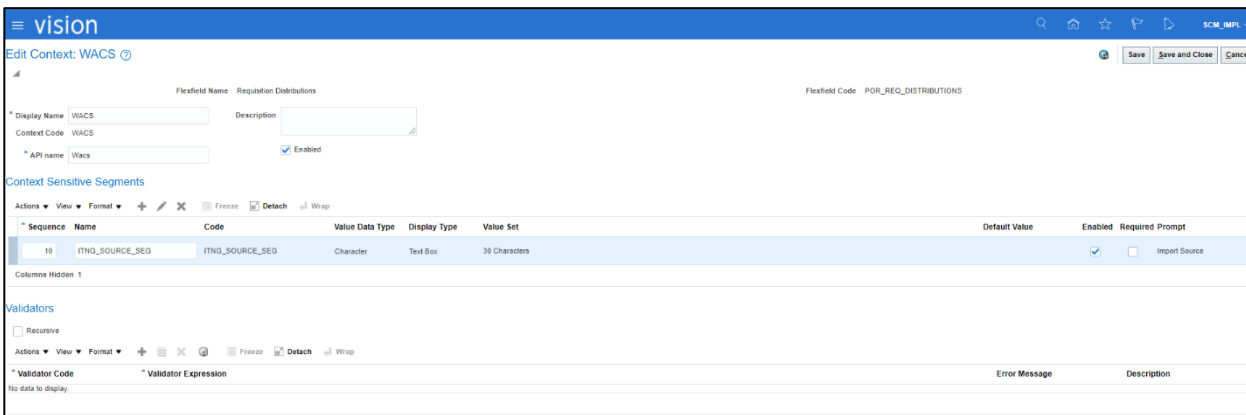 vision
SCM_IMPL
Edit Context: WACS
Save Save and Close Cance
Flexfield Name Requisition Distributions Flexfield Code POR_REQ_DISTRIBUTIONS
* Display Name WACS Description
Context Code WACS
* API name Wacs Enabled
Context Sensitive Segments
Actions View Format Freeze Detach Wrap
* Sequence Name Code Value Data Type Display Type Value Set Default Value Enabled Required Prompt
10 ITNG_SOURCE_SEG ITNG_SOURCE_SEG Character Text Box 30 Characters Import Source
Columns Hidden 1
Validators
Recursive
Actions View Format Freeze Detach Wrap
* Validator Code * Validator Expression Error Message Description
No data to display.